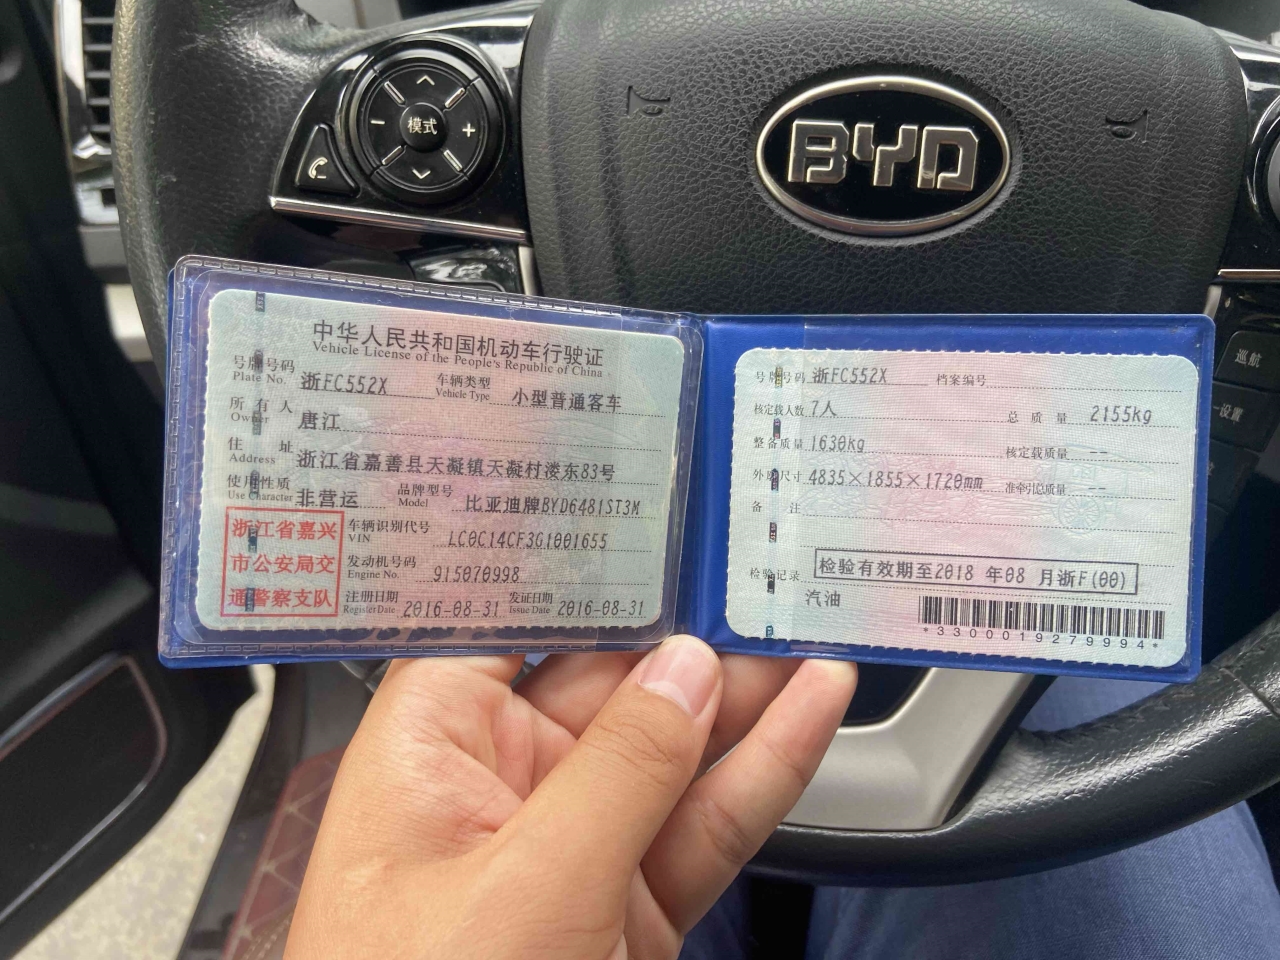 模式
BYD
巡航
设置
中华人民共和国机动车行驶证
Vehicle License of the People's Republic of China
号牌号码 浙FC552X 车辆类型 小型普通客车
Plate No. Vehicle Type
所有人 唐江
Owner
住址 浙江省嘉善县天凝镇天凝村溇东83号
Address
使用性质 非营运 品牌型号 比亚迪牌BYD6481ST3M
Use Character Model
浙江省嘉兴
市公安局交
通警察支队
车辆识别代号 LC0C14CF3G1001655
VIN
发动机号码 915070998
Engine No.
注册日期 2016-08-31 发证日期 2016-08-31
Register Date Issue Date
号牌号码 浙FC552X 档案编号
核定载人数 7人 总质量 2155kg
整备质量 1630kg 核定载质量 --
外廓尺寸 4835×1855×1720mm 准牵引总质量 --
备注
检验记录 检验有效期至2018年08月浙F(00)
汽油
*3300019279994*